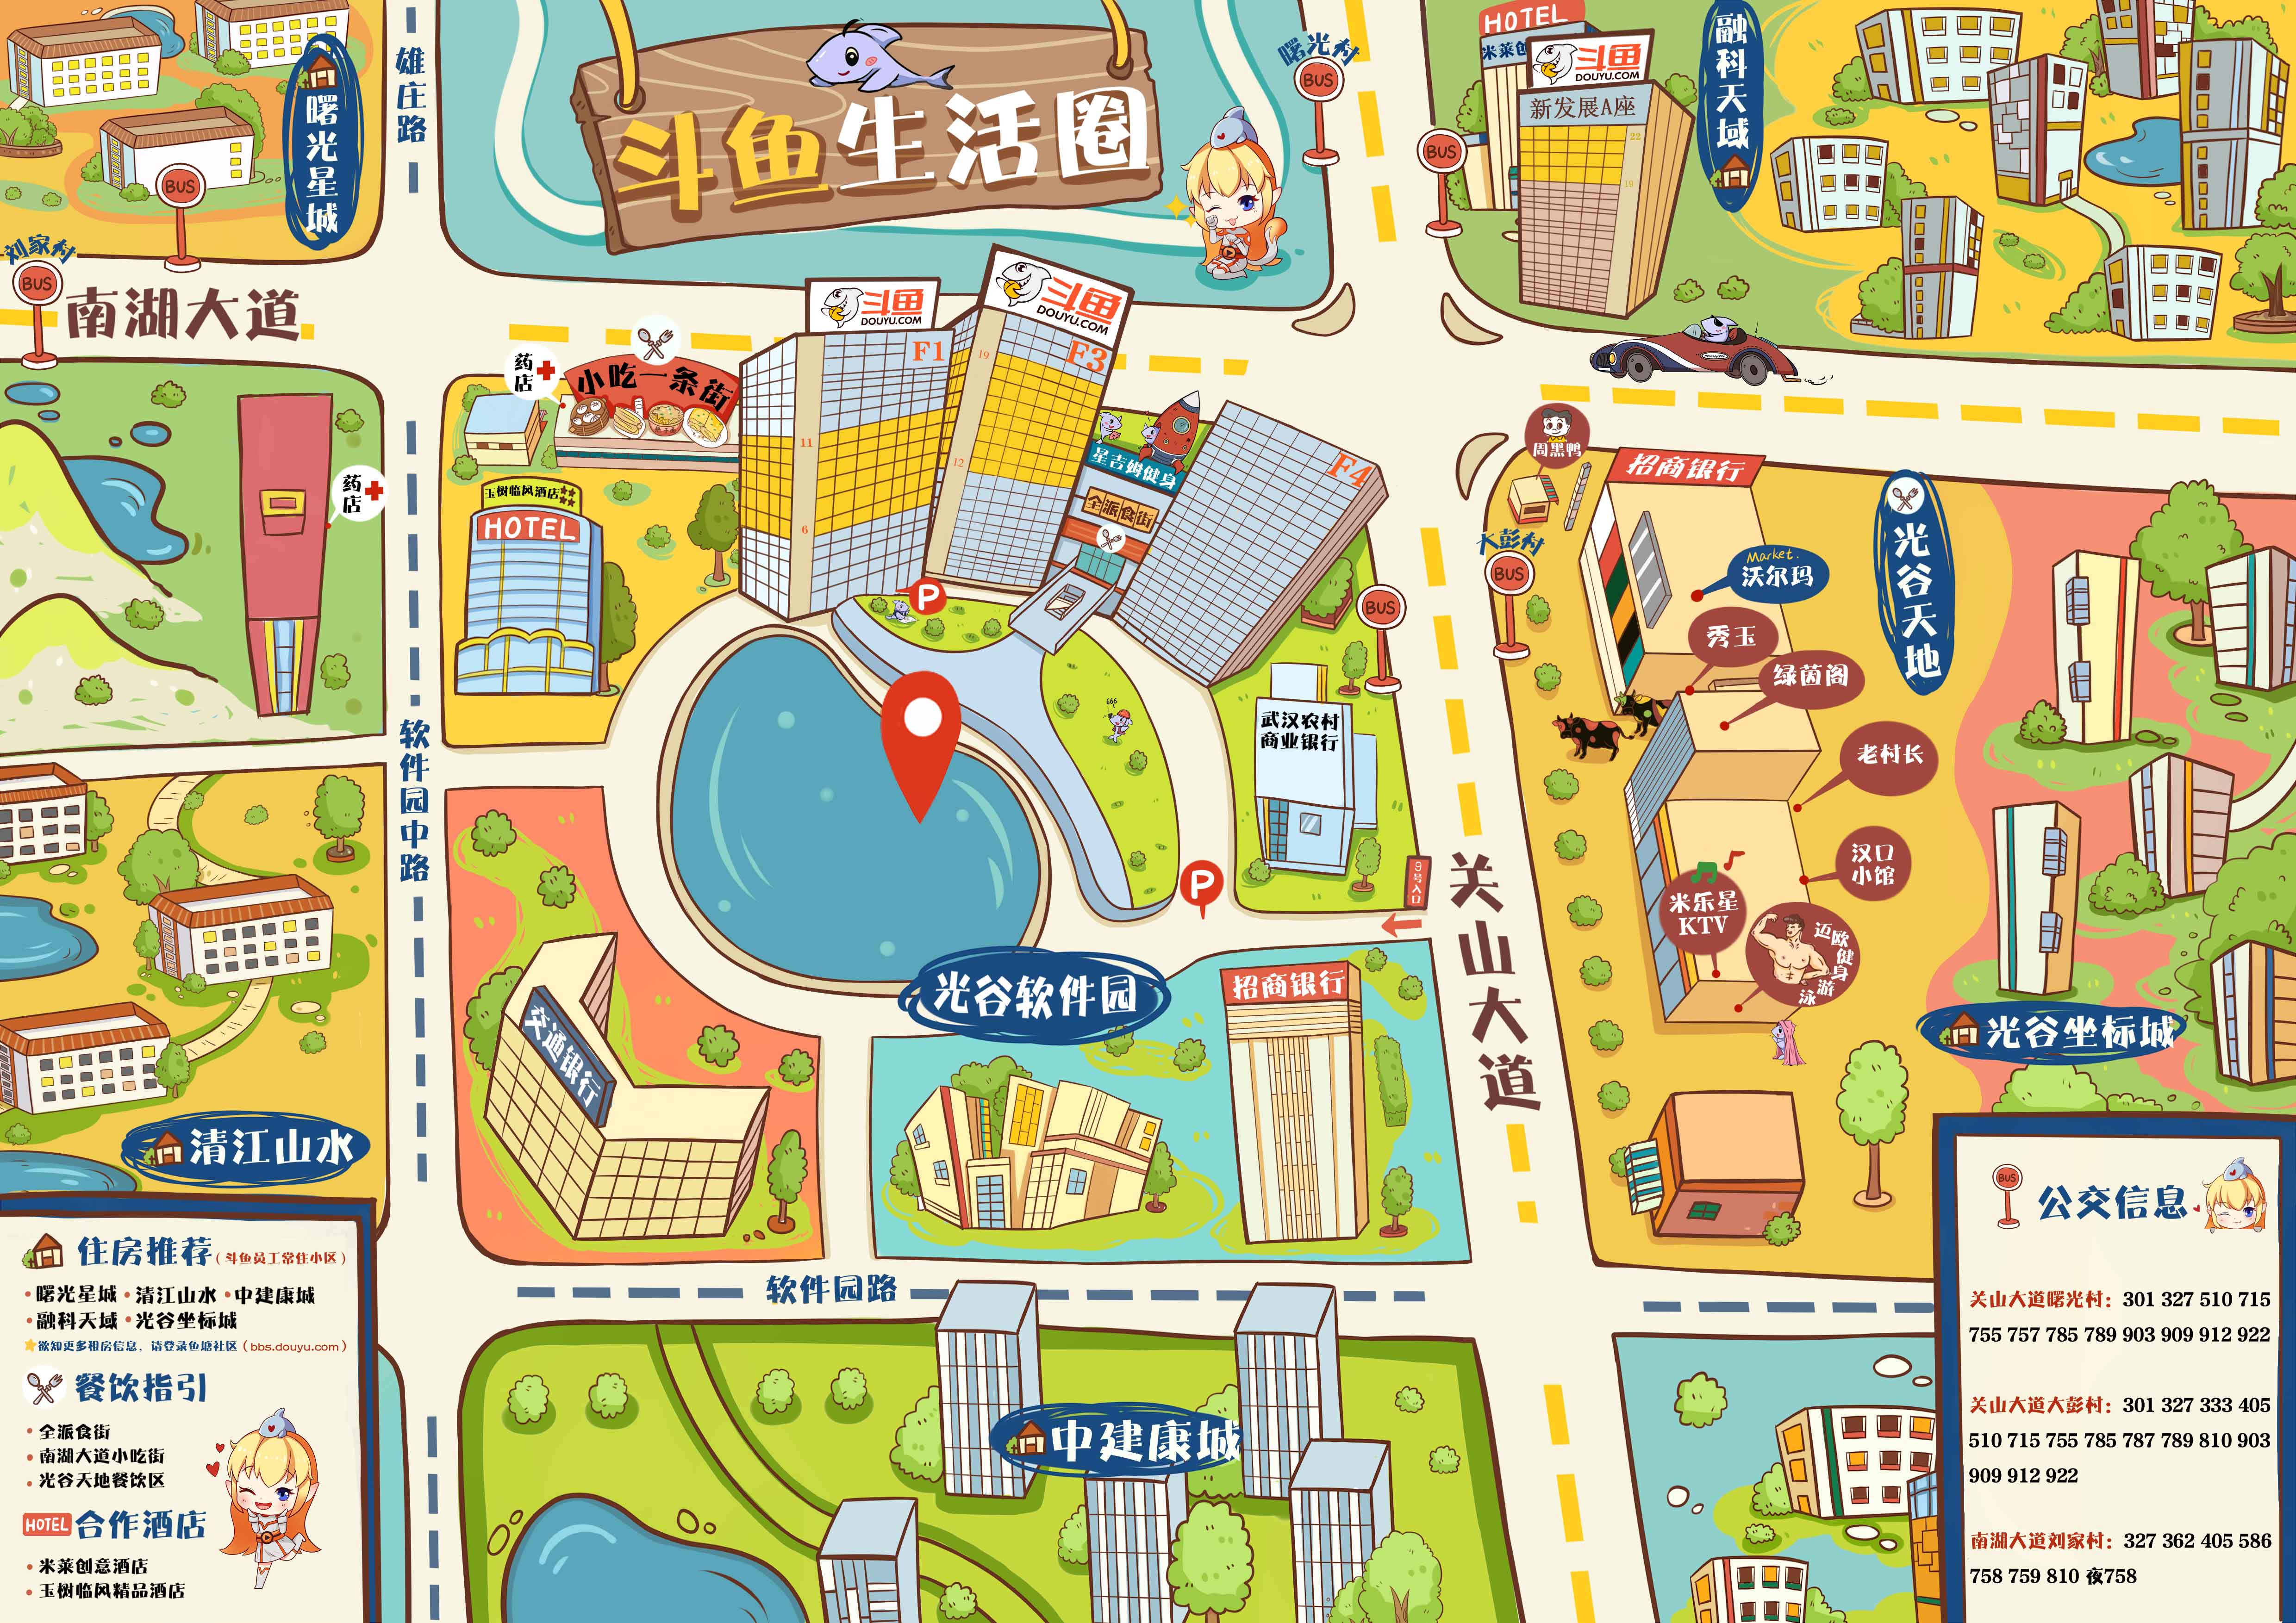 雄庄路
曙光星城
BUS
刘家村
BUS
南湖大道
斗鱼生活圈
曙光村
BUS
BUS
HOTEL
米莱创
斗鱼
DOUYU.COM
新发展A座
22
19
融科天域
药店
小吃一条街
斗鱼
DOUYU.COM
F1
11
6
斗鱼
DOUYU.COM
F3
19
12
星吉姆健身
全派食街
F4
玉树临风酒店
HOTEL
药店
P
666
BUS
武汉农村
商业银行
9号入口
P
软件园中路
光谷软件园
交通银行
招商银行
关山大道
周黑鸭
招商银行
大彭村
BUS
Market.
沃尔玛
秀玉
绿茵阁
老村长
汉口
小馆
米乐星
KTV
迈欧健身游泳
光谷天地
光谷坐标城
清江山水
软件园路
中建康城
住房推荐(斗鱼员工常住小区)
•曙光星城 •清江山水 •中建康城
•融科天域 •光谷坐标城
欲知更多租房信息，请登录鱼塘社区(bbs.douyu.com)
餐饮指引
•全派食街
•南湖大道小吃街
•光谷天地餐饮区
HOTEL 合作酒店
•米莱创意酒店
•玉树临风精品酒店
BUS
公交信息
关山大道曙光村：301 327 510 715
755 757 785 789 903 909 912 922
关山大道大彭村：301 327 333 405
510 715 755 785 787 789 810 903
909 912 922
南湖大道刘家村：327 362 405 586
758 759 810 夜758